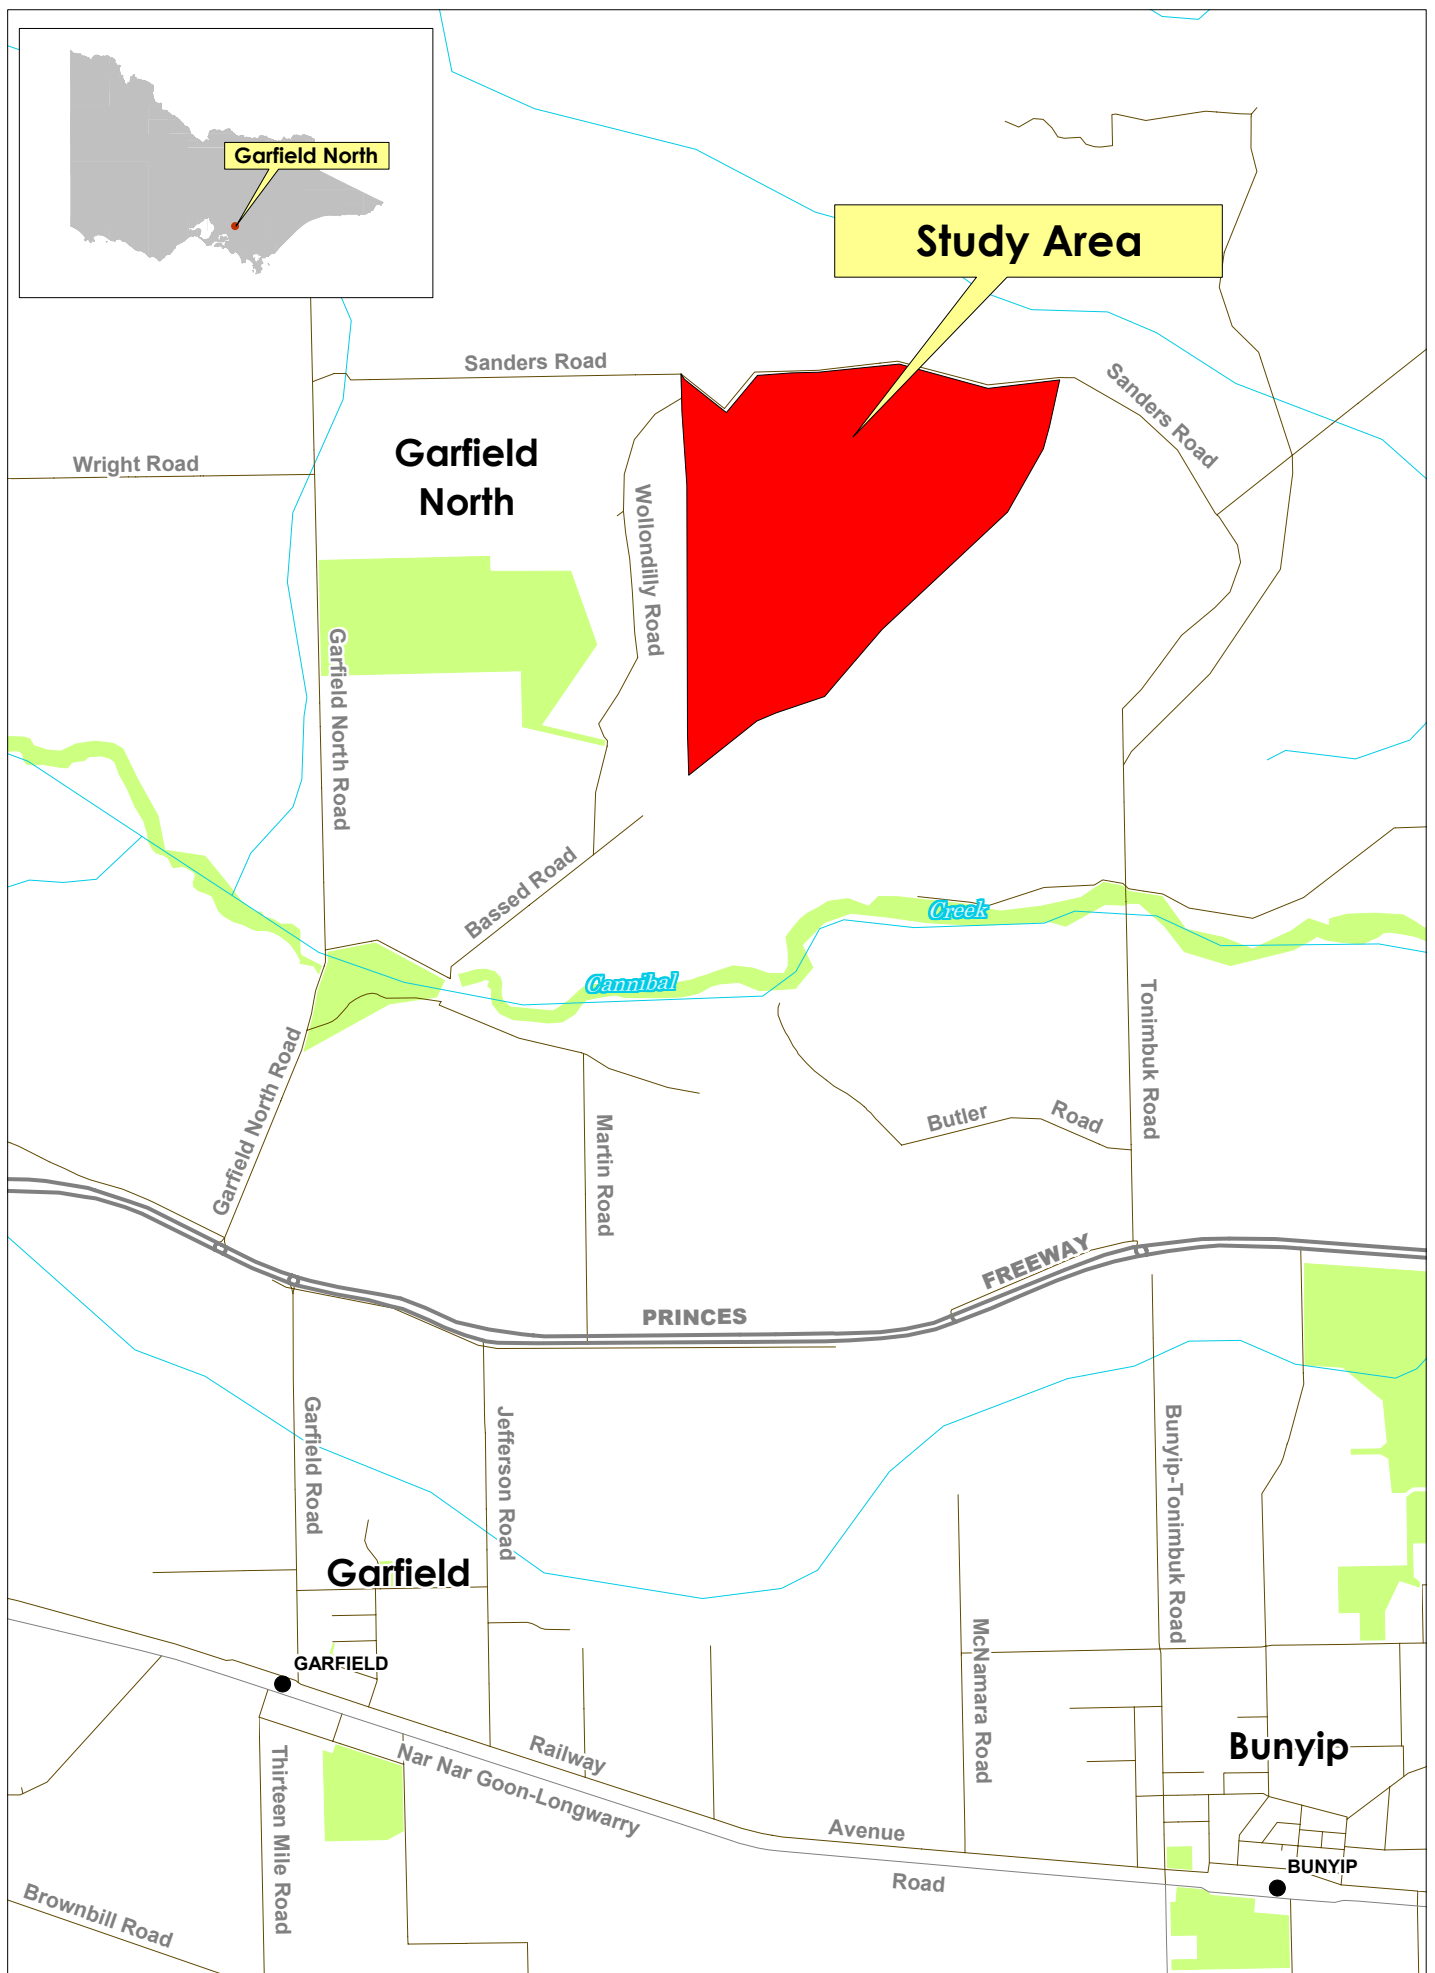 Garfield North
Study Area
Sanders Road
Sanders Road
Garfield
North
Wright Road
Wollondilly Road
Garfield North Road
Bassed Road
Creek
Cannibal
Tonimbuk Road
Garfield North Road
Martin Road
Butler Road
FREEWAY
PRINCES
Garfield Road
Jefferson Road
Bunyip-Tonimbuk Road
Garfield
McNamara Road
GARFIELD
Railway
Bunyip
Nar Nar Goon-Longwarry
Thirteen Mile Road
Avenue
BUNYIP
Road
Brownbill Road